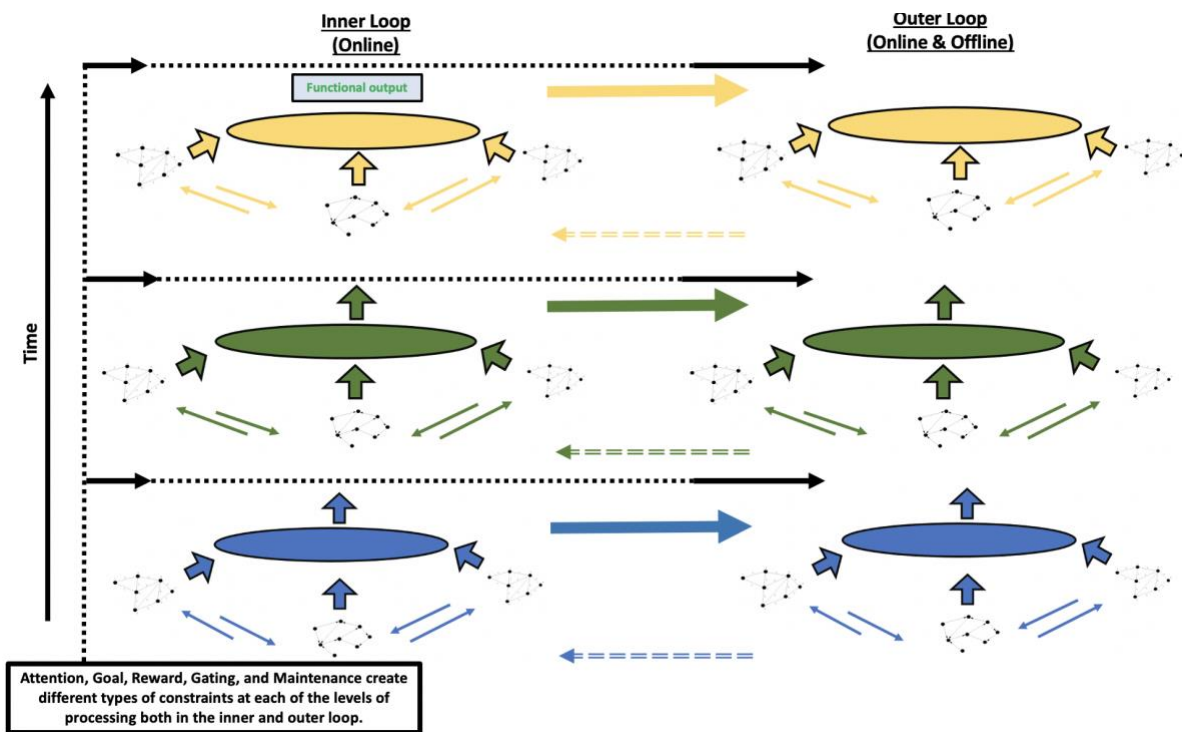 Inner Loop
(Online)
Outer Loop
(Online & Offline)
Functional output
Time
Attention, Goal, Reward, Gating, and Maintenance create
different types of constraints at each of the levels of
processing both in the inner and outer loop.